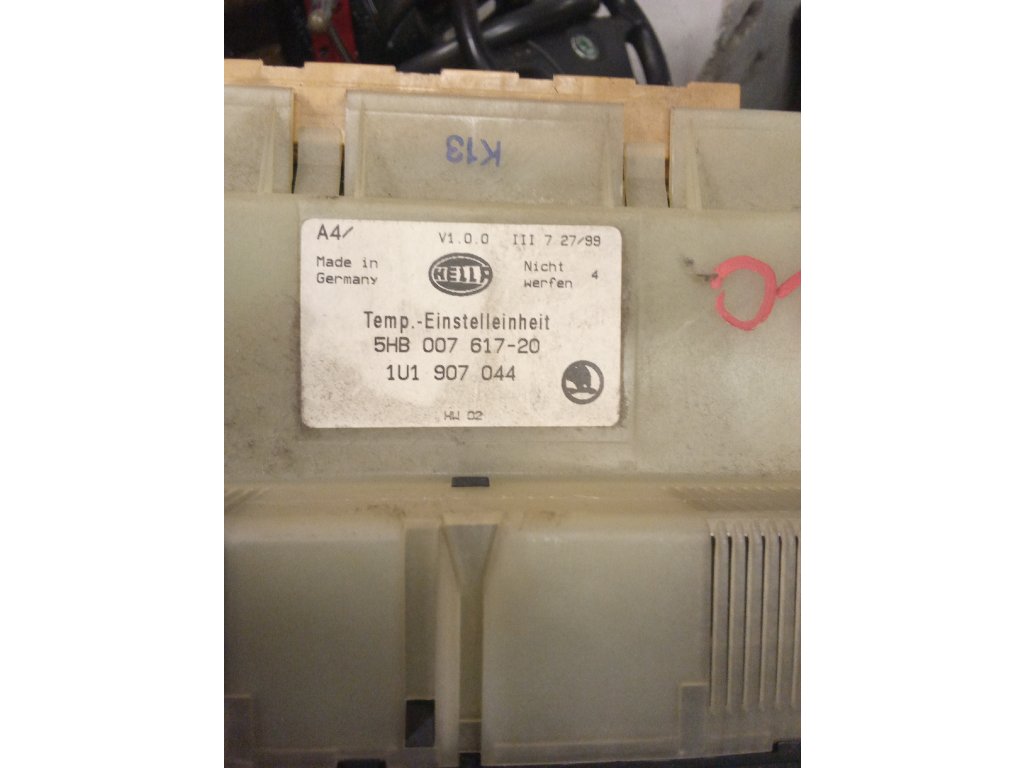 K13
A4/ V1.0.0 III 7 27/99
Made in Germany HELLA Nicht werfen 4
Temp.-Einstelleinheit
5HB 007 617-20
1U1 907 044
HW 02